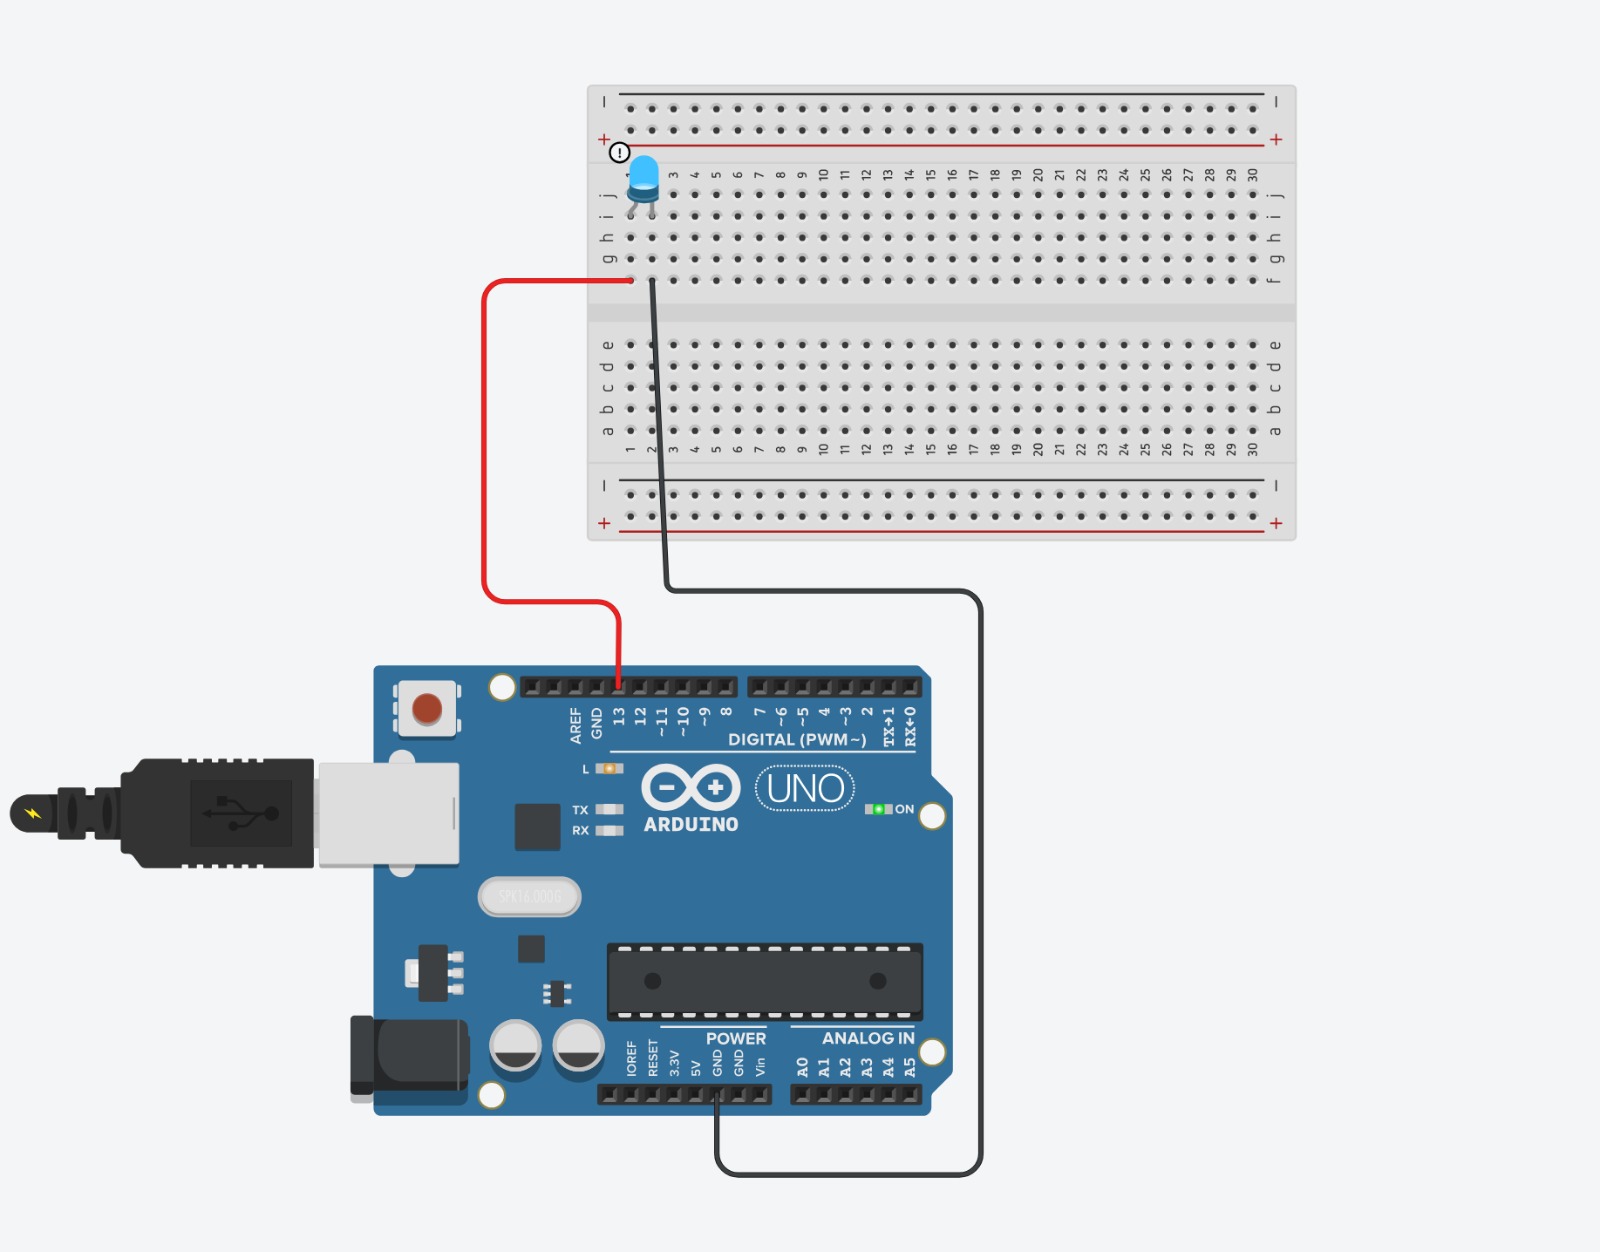 − −
+ +
!
1 3 4 5 6 7 8 9 10 11 12 13 14 15 16 17 18 19 20 21 22 23 24 25 26 27 28 29 30
j j
i i
h h
g g
f
e e
d d
c c
b b
a a
1 2 3 4 5 6 7 8 9 10 11 12 13 14 15 16 17 18 19 20 21 22 23 24 25 26 27 28 29 30
− −
+ +
AREF GND 13 12 ~11 ~10 ~9 8 7 ~6 ~5 4 ~3 2 TX→1 RX←0
DIGITAL (PWM~)
L
UNO
TX ON
RX ARDUINO
SPK16.000G
POWER ANALOG IN
IOREF RESET 3.3V 5V GND GND Vin A0 A1 A2 A3 A4 A5